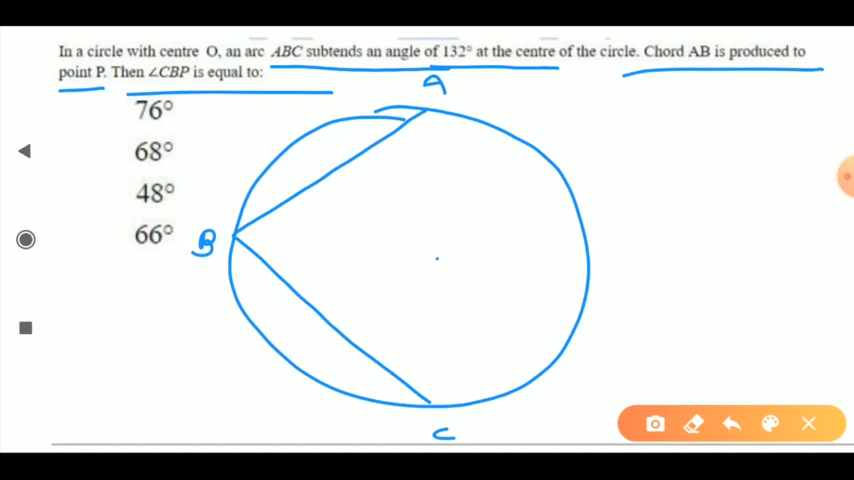 In a circle with centre O, an arc ABC subtends an angle of 132° at the centre of the circle. Chord AB is produced to
point P. Then ∠CBP is equal to:
A
76°
68°
48°
66°
B
C